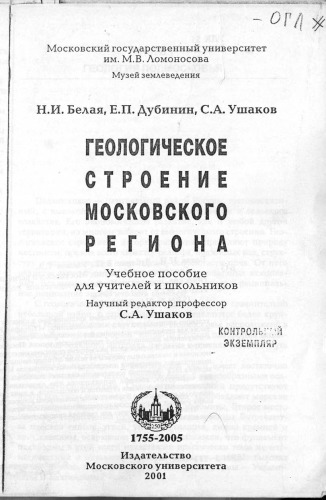 - ОГЛ
Московский государственный университет
им. М.В. Ломоносова
Музей землеведения
Н.И. Белая, Е.П. Дубинин, С.А. Ушаков
ГЕОЛОГИЧЕСКОЕ
СТРОЕНИЕ
МОСКОВСКОГО
РЕГИОНА
Учебное пособие
для учителей и школьников
Научный редактор профессор
С.А. Ушаков
КОНТРОЛЬНЫЙ
ЭКЗЕМПЛЯР
250
1755-2005
Издательство
Московского университета
2001